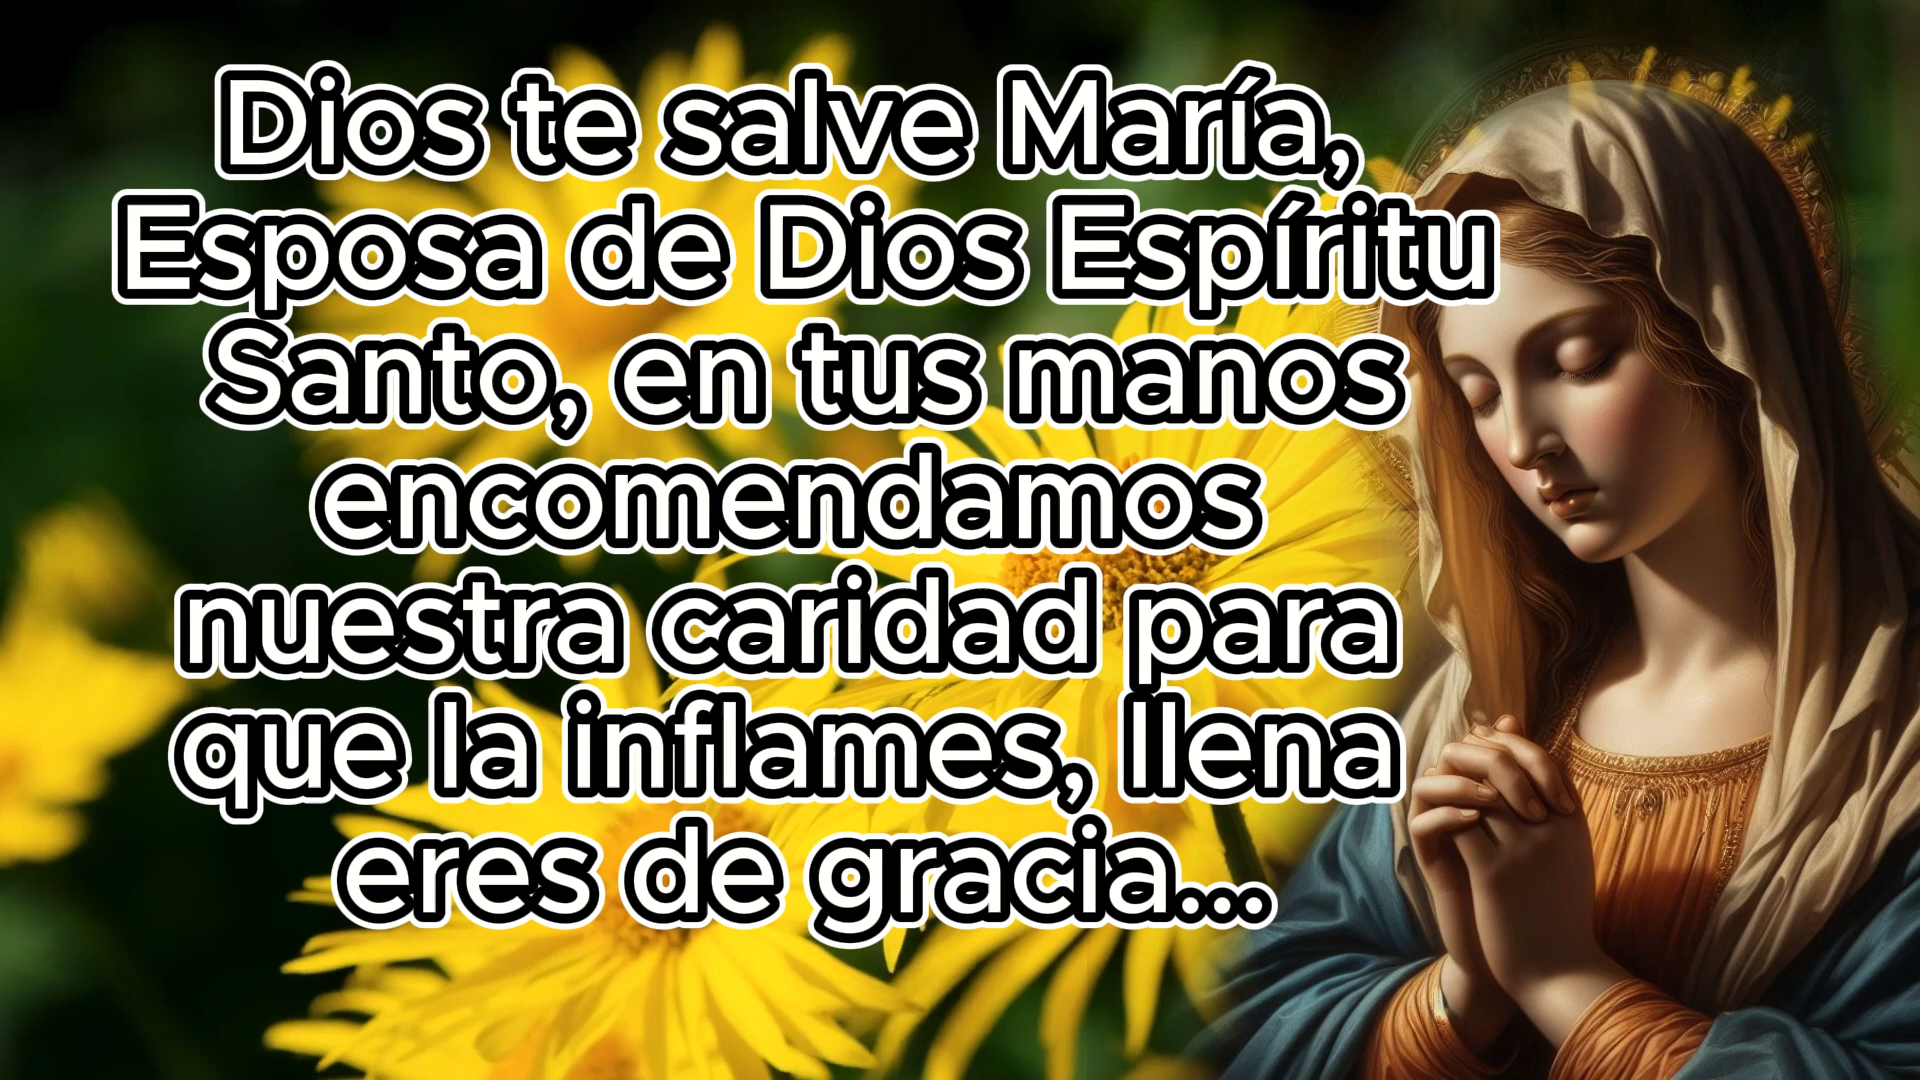 Dios te salve María,
Esposa de Dios Espíritu
Santo, en tus manos
encomendamos
nuestra caridad para
que la inflames, llena
eres de gracia...